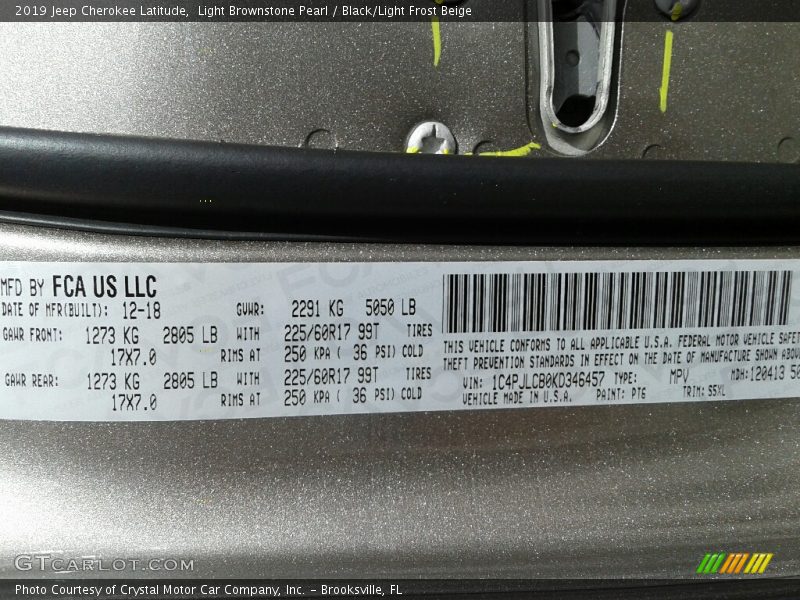 2019 Jeep Cherokee Latitude,  Light Brownstone Pearl / Black/Light Frost Beige
MFD BY FCA US LLC
DATE OF MFR(BUILT): 12-18 GVWR: 2291 KG 5050 LB
GAWR FRONT: 1273 KG 2805 LB WITH 225/60R17 99T TIRES
17X7.0 RIMS AT 250 KPA ( 36 PSI) COLD
GAWR REAR: 1273 KG 2805 LB WITH 225/60R17 99T TIRES
17X7.0 RIMS AT 250 KPA ( 36 PSI) COLD
THIS VEHICLE CONFORMS TO ALL APPLICABLE U.S.A. FEDERAL MOTOR VEHICLE SAFET
THEFT PREVENTION STANDARDS IN EFFECT ON THE DATE OF MANUFACTURE SHOWN ABOVE
VIN: 1C4PJLCB0KD346457 TYPE: MPV MDH:120413 50
VEHICLE MADE IN U.S.A. PAINT: PTG TRIM: S5XL
GTCARLOT.COM
Photo Courtesy of Crystal Motor Car Company, Inc. – Brooksville, FL